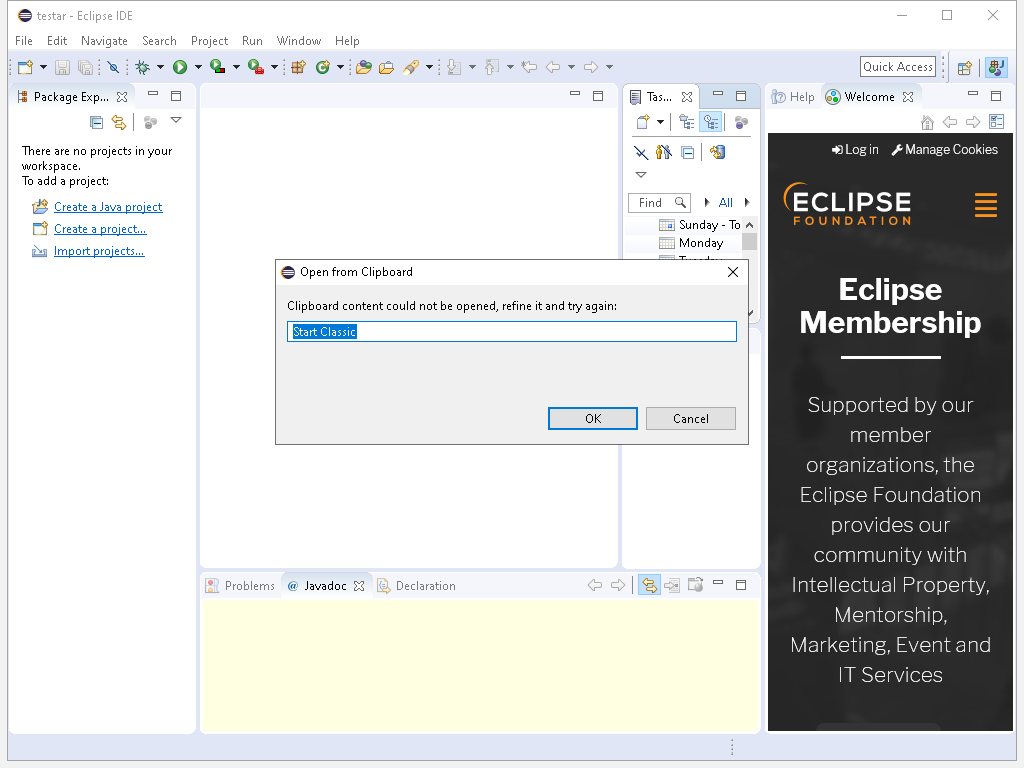 testar - Eclipse IDE
File Edit Navigate Search Project Run Window Help
Quick Access
Package Exp...
There are no projects in your
workspace.
To add a project:
Create a Java project
Create a project...
Import projects...
Tas...
Find
All
Sunday - To
Monday
Open from Clipboard
Clipboard content could not be opened, refine it and try again:
Start Classic
OK Cancel
Problems @ Javadoc Declaration
Help Welcome
Log in Manage Cookies
ECLIPSE
FOUNDATION
Eclipse
Membership
Supported by our
member
organizations, the
Eclipse Foundation
provides our
community with
Intellectual Property,
Mentorship,
Marketing, Event and
IT Services